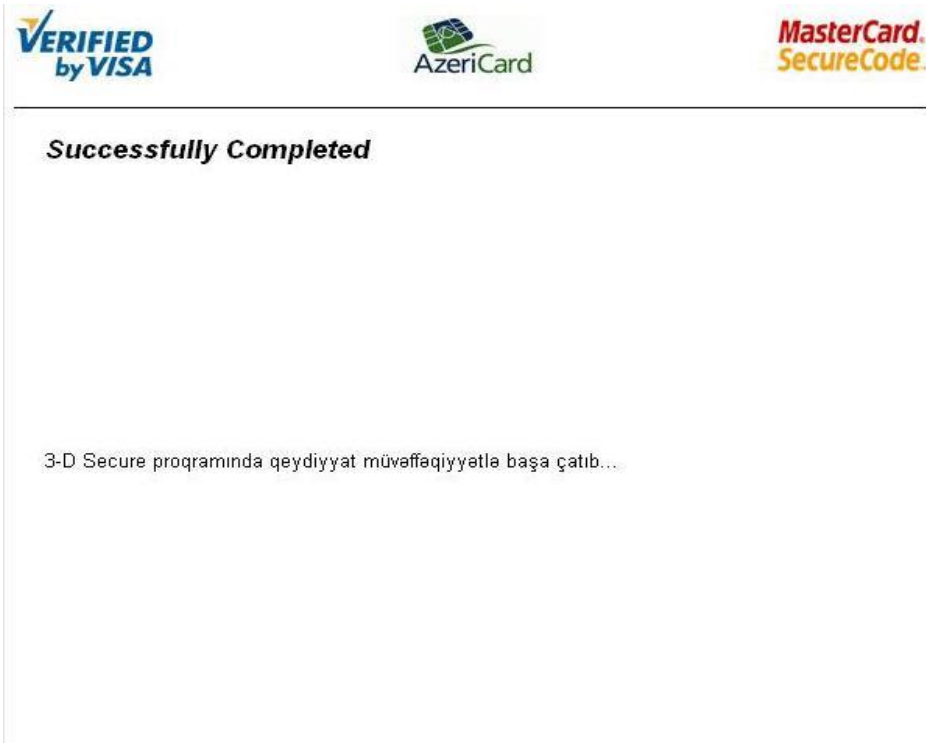 VERIFIED
by VISA
AzeriCard
MasterCard.
SecureCode.
Successfully Completed
3-D Secure proqramında qeydiyyat müvəffəqiyyətlə başa çatıb...